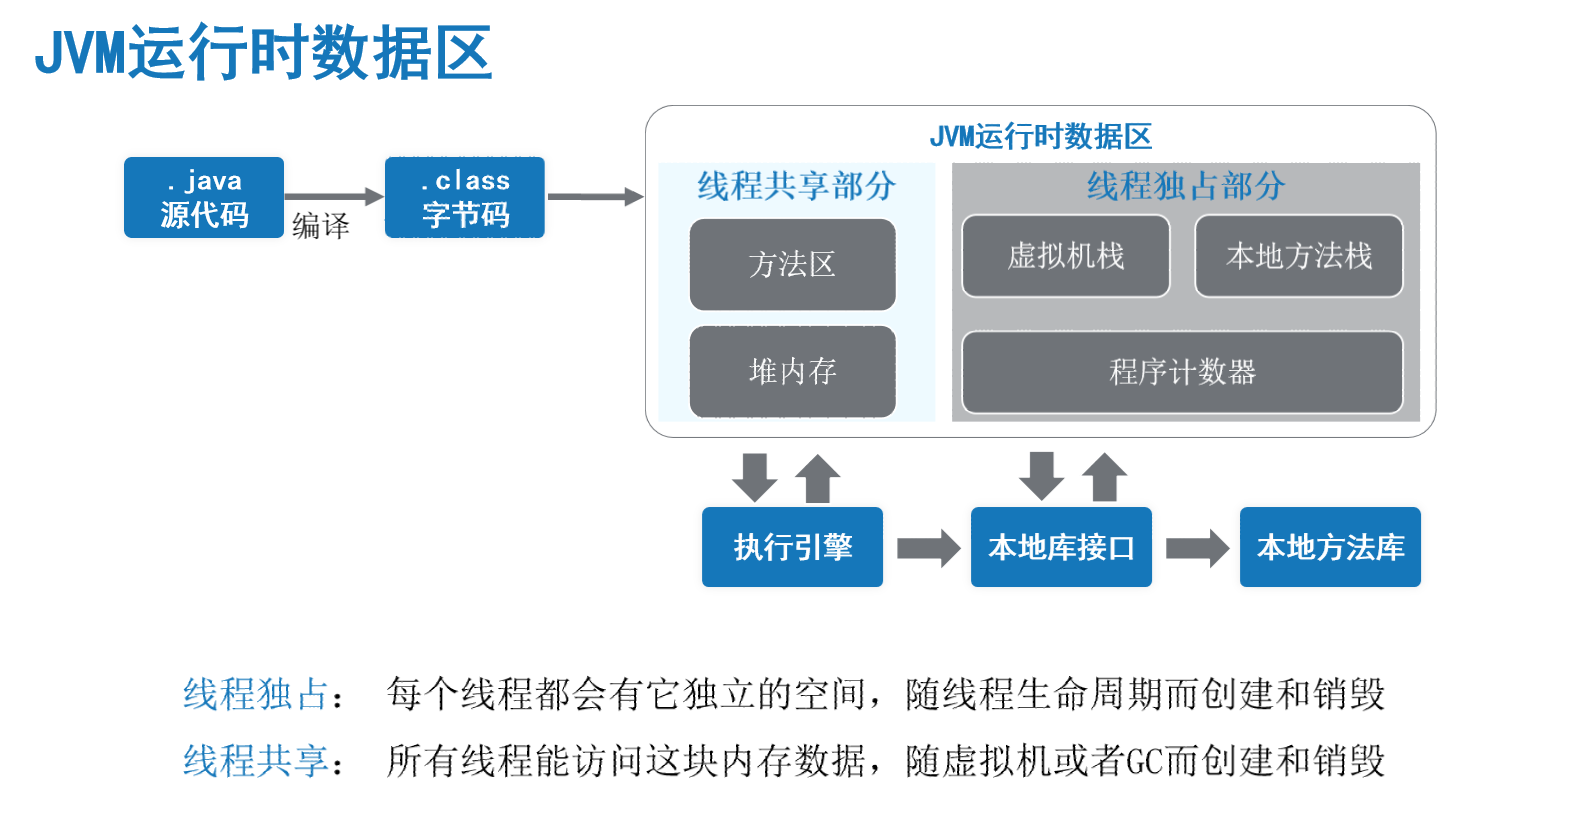 JVM运行时数据区
JVM运行时数据区
.java
源代码
编译
.class
字节码
线程共享部分
方法区
堆内存
线程独占部分
虚拟机栈
本地方法栈
程序计数器
执行引擎
本地库接口
本地方法库
线程独占： 每个线程都会有它独立的空间，随线程生命周期而创建和销毁
线程共享： 所有线程能访问这块内存数据，随虚拟机或者GC而创建和销毁